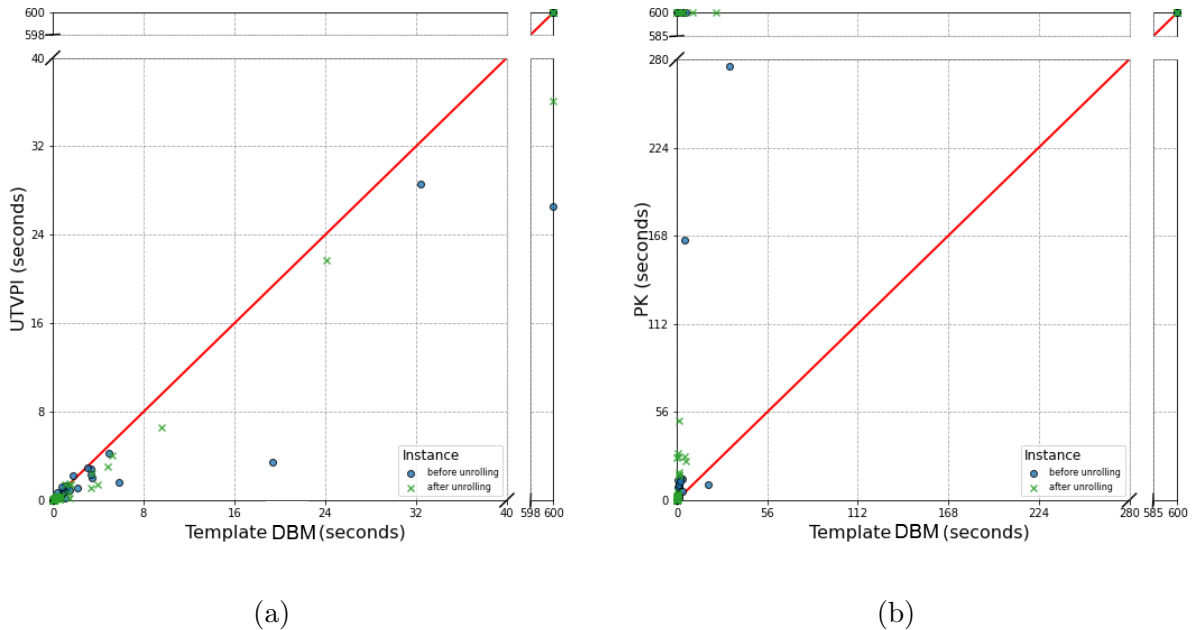 600
598
40
32
24
16
8
0
UTVPI (seconds)
Instance
before unrolling
after unrolling
0 8 16 24 32 40 598 600
Template DBM (seconds)
(a)
600
585
280
224
168
112
56
0
PK (seconds)
Instance
before unrolling
after unrolling
0 56 112 168 224 280 585 600
Template DBM (seconds)
(b)